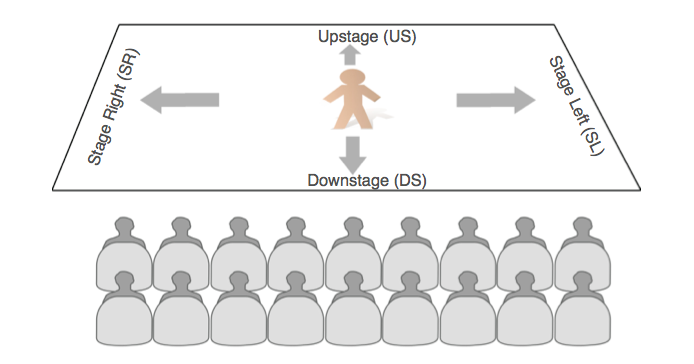 Upstage (US)
Stage Right (SR)
Stage Left (SL)
Downstage (DS)